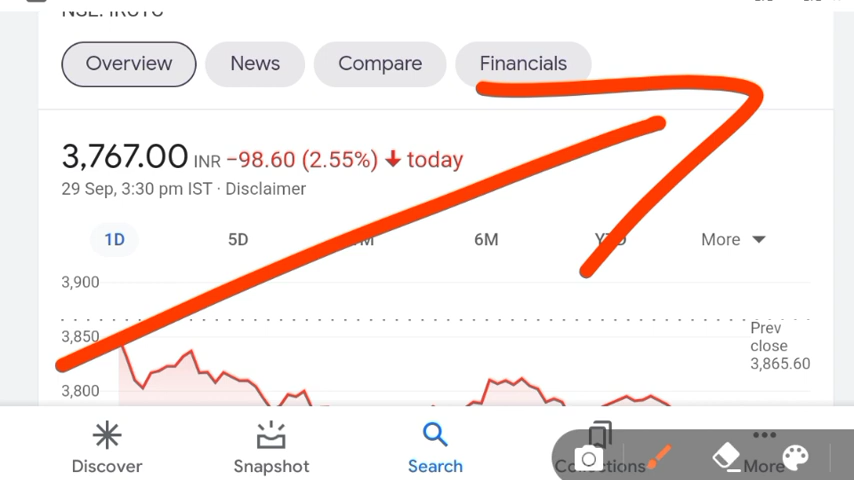 Overview News Compare Financials
3,767.00 INR −98.60 (2.55%) today
29 Sep, 3:30 pm IST · Disclaimer
1D 5D 6M YTD More
3,900
3,850
3,800
Prev
close
3,865.60
Discover Snapshot Search Collections More